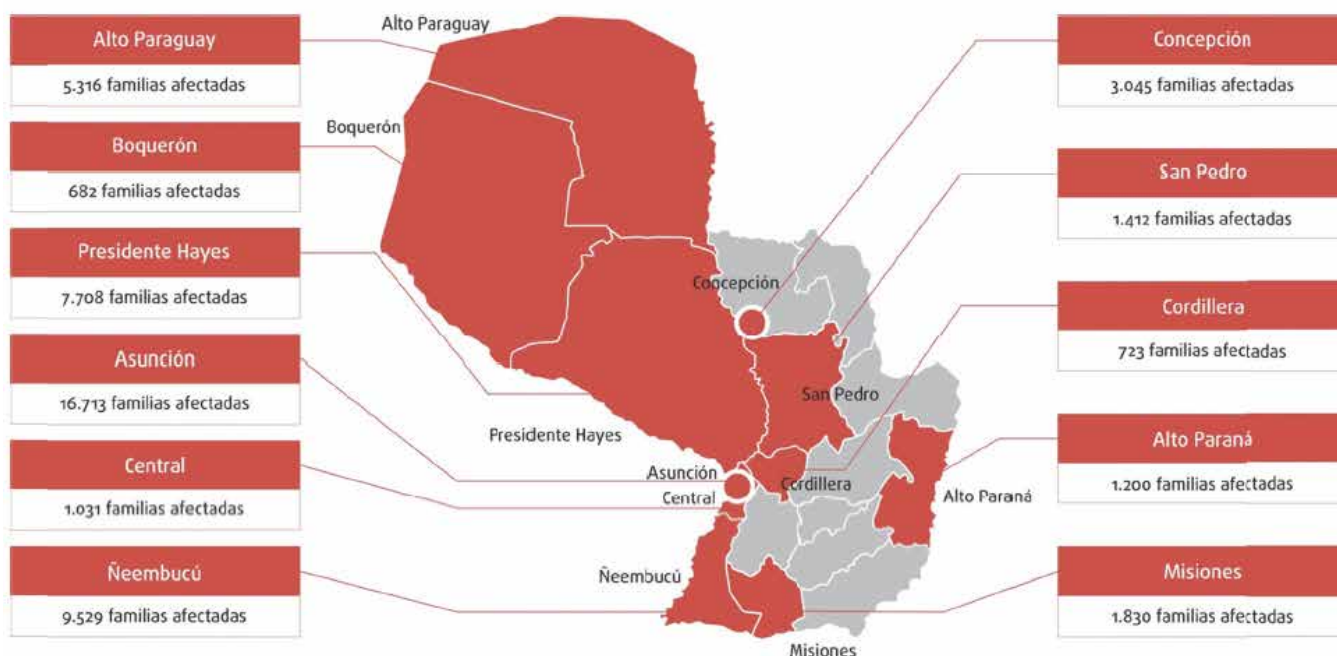 Alto Paraguay
5.316 familias afectadas
Boquerón
682 familias afectadas
Presidente Hayes
7.708 familias afectadas
Asunción
16.713 familias afectadas
Central
1.031 familias afectadas
Ñeembucú
9.529 familias afectadas
Alto Paraguay
Boquerón
Concepción
San Pedro
Presidente Hayes
Asunción
Cordillera
Central
Alto Paraná
Ñeembucú
Misiones
Concepción
3.045 familias afectadas
San Pedro
1.412 familias afectadas
Cordillera
723 familias afectadas
Alto Paraná
1.200 familias afectadas
Misiones
1.830 familias afectadas